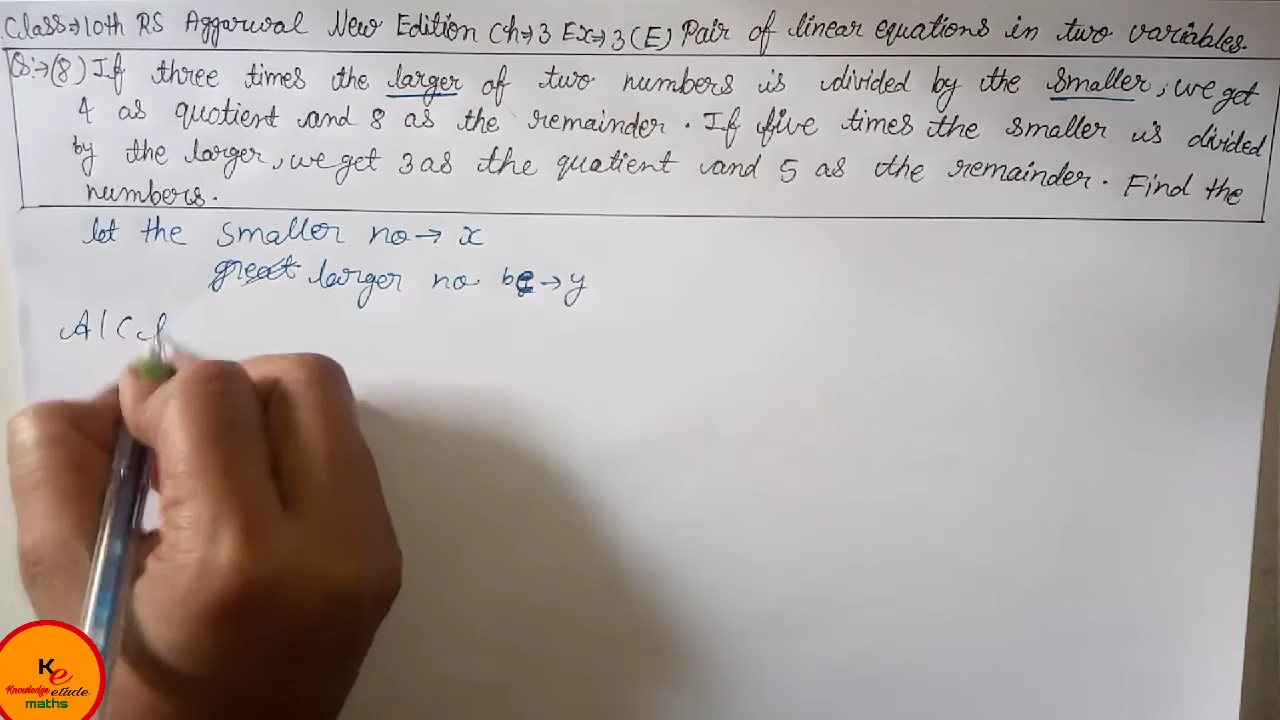 Class→10th RS Aggarwal New Edition Ch→3 Ex→3(E) Pair of linear equations in two variables.
Q:→(8) If three times the larger of two numbers is divided by the smaller, we get
4 as quotient and 8 as the remainder. If five times the smaller is divided
by the larger, we get 3 as the quotient and 5 as the remainder. Find the
numbers.
let the smaller no→ x
great larger no be→ y
A/C
Ke
Knowledge etude
maths